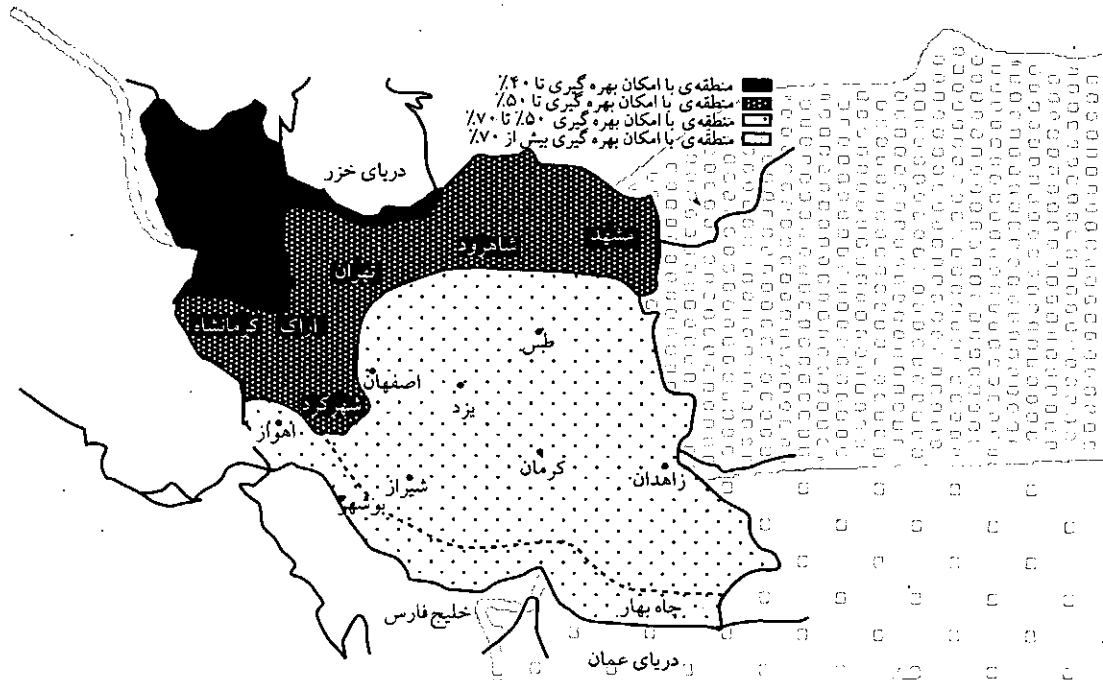 منطقه‌ی با امکان بهره گیری تا ۴۰٪
منطقه‌ی با امکان بهره گیری تا ۵۰٪
منطقه‌ی با امکان بهره گیری ۵۰٪ تا ۷۰٪
منطقه‌ی با امکان بهره گیری بیش از ۷۰٪
دریای خزر
مشهد
شاهرود
تهران
اراک
کرمانشاه
طبس
اصفهان
یزد
شهرکرد
اهواز
کرمان
زاهدان
شیراز
بوشهر
چاه بهار
خلیج فارس
دریای عمان